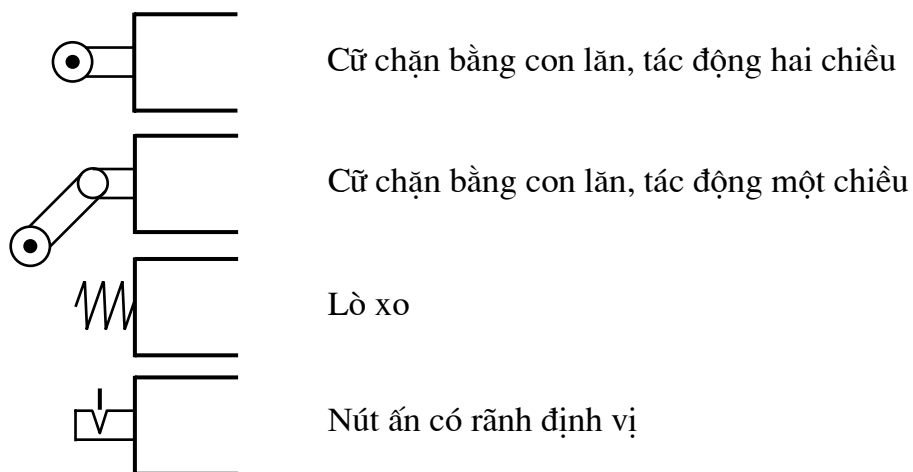 Cữ chặn bằng con lăn, tác động hai chiều
Cữ chặn bằng con lăn, tác động một chiều
Lò xo
Nút ấn có rãnh định vị